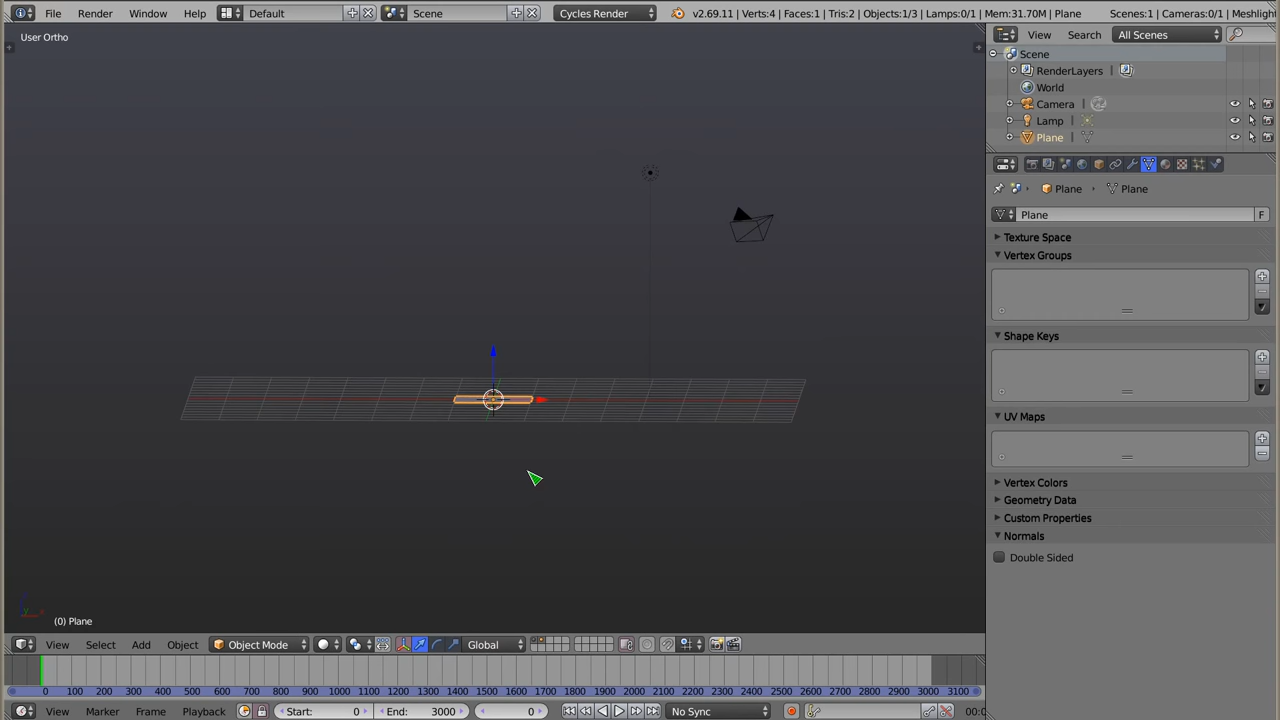 File Render Window Help Default Scene Cycles Render v2.69.11 | Verts:4 | Faces:1 | Tris:2 | Objects:1/3 | Lamps:0/1 | Mem:31.70M | Plane Scenes:1 | Cameras:0/1 | Meshlight
User Ortho
View Search All Scenes
Scene
RenderLayers
World
Camera
Lamp
Plane
Plane Plane
Plane F
Texture Space
Vertex Groups
Shape Keys
UV Maps
Vertex Colors
Geometry Data
Custom Properties
Normals
Double Sided
(0) Plane
View Select Add Object Object Mode Global
0 100 200 300 400 500 600 700 800 900 1000 1100 1200 1300 1400 1500 1600 1700 1800 1900 2000 2100 2200 2300 2400 2500 2600 2700 2800 2900 3000 3100
View Marker Frame Playback Start: 0 End: 3000 0 No Sync 00:0